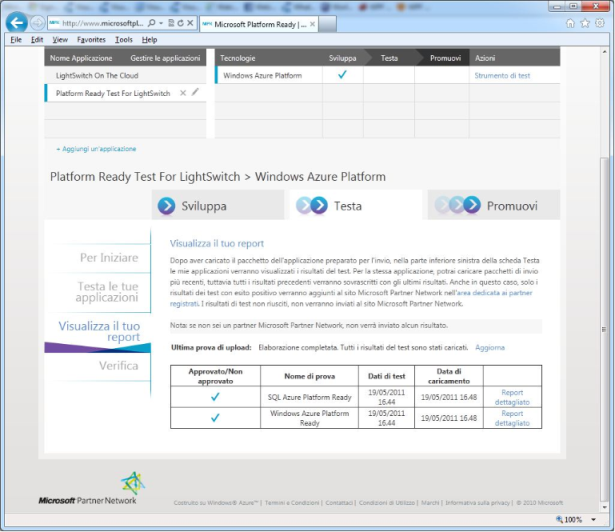 http://www.microsoftpl...
Microsoft Platform Ready | ...
File Edit View Favorites Tools Help
Nome Applicazione Gestire le applicazioni
Tecnologie Sviluppa Testa Promuovi Azioni
LightSwitch On The Cloud
Windows Azure Platform Strumento di test
Platform Ready Test For LightSwitch
+ Aggiungi un'applicazione
Platform Ready Test For LightSwitch > Windows Azure Platform
Sviluppa Testa Promuovi
Per Iniziare
Testa le tue
applicazioni
Visualizza il tuo
report
Verifica
Visualizza il tuo report
Dopo aver caricato il pacchetto dell'applicazione preparato per l'invio, nella parte inferiore sinistra della scheda Testa
le mie applicazioni verranno visualizzati i risultati del test. Per la stessa applicazione, potrai caricare pacchetti di invio
più recenti, tuttavia tutti i risultati precedenti verranno sovrascritti con gli ultimi risultati. Anche in questo caso, solo i
risultati dei test con esito positivo verranno aggiunti al sito Microsoft Partner Network nell'area dedicata ai partner
registrati. I risultati di test non riusciti, non verranno inviati al sito Microsoft Partner Network.
Nota: se non sei un partner Microsoft Partner Network, non verrà inviato alcun risultato.
Ultima prova di upload: Elaborazione completata. Tutti i risultati del test sono stati caricati. Aggiorna
Approvato/Non
approvato
Nome di prova
Dati di test
Data di
caricamento
SQL Azure Platform Ready
19/05/2011
16.44
19/05/2011 16.48
Report
dettagliato
Windows Azure Platform
Ready
19/05/2011
16.44
19/05/2011 16.48
Report
dettagliato
Microsoft Partner Network
Costruito su Windows® Azure™ | Termini e Condizioni | Contattaci | Condizioni di Utilizzo | Marchi | Informativa sulla privacy | © 2010 Microsoft
100%